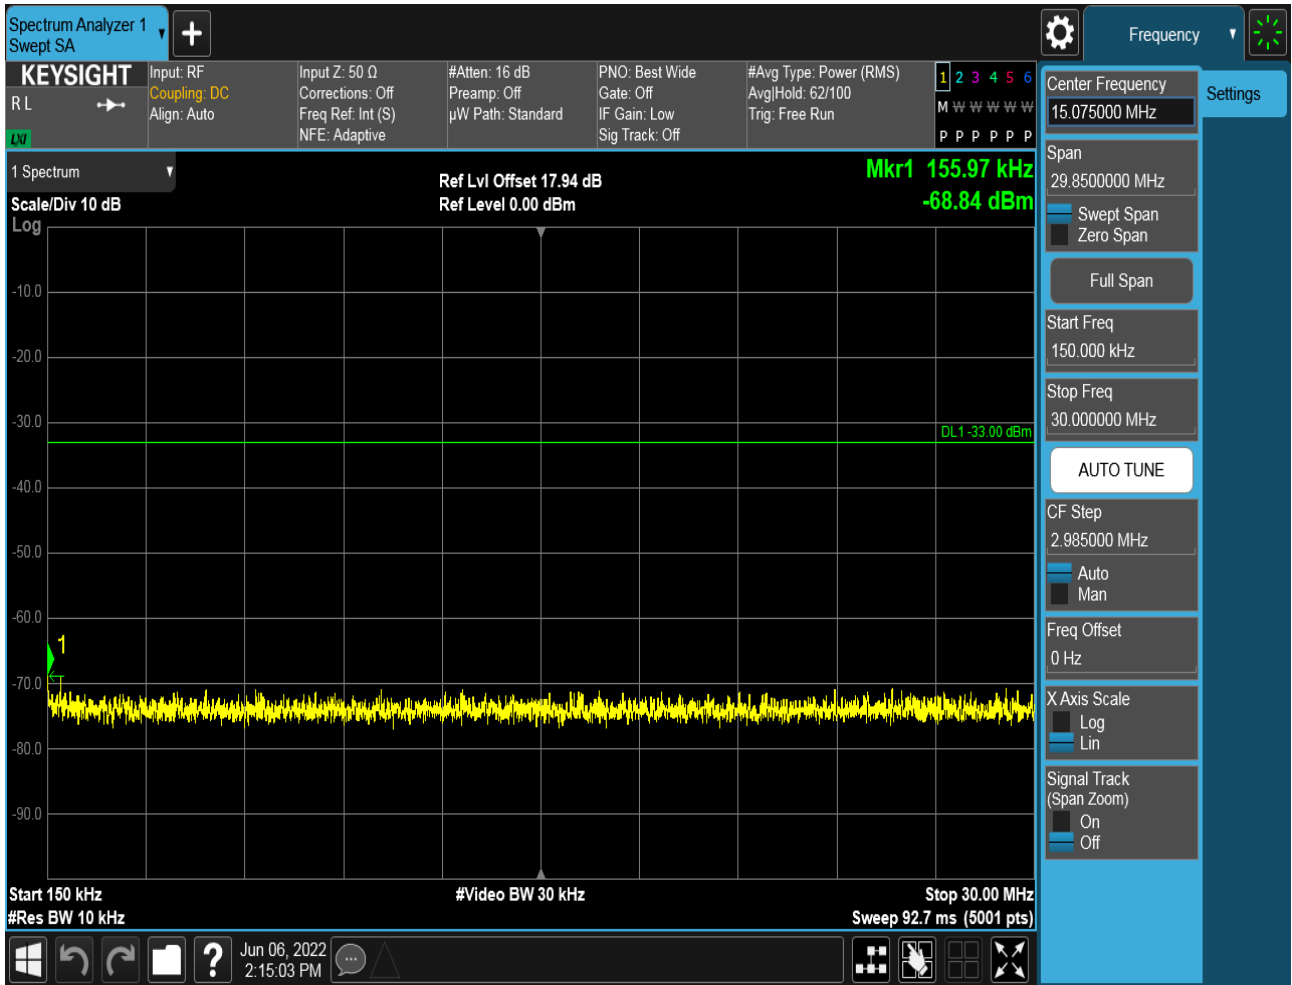 Spectrum Analyzer 1
Swept SA
Frequency
KEYSIGHT
R L
LXI
Input: RF
Coupling: DC
Align: Auto
Input Z: 50 Ω
Corrections: Off
Freq Ref: Int (S)
NFE: Adaptive
#Atten: 16 dB
Preamp: Off
µW Path: Standard
PNO: Best Wide
Gate: Off
IF Gain: Low
Sig Track: Off
#Avg Type: Power (RMS)
Avg|Hold: 62/100
Trig: Free Run
1 2 3 4 5 6
M W W W W W
P P P P P P
1 Spectrum
Scale/Div 10 dB
Log
Ref Lvl Offset 17.94 dB
Ref Level 0.00 dBm
Mkr1 155.97 kHz
-68.84 dBm
-10.0
-20.0
-30.0
DL1 -33.00 dBm
-40.0
-50.0
-60.0
1
-70.0
-80.0
-90.0
Start 150 kHz
#Video BW 30 kHz
Stop 30.00 MHz
#Res BW 10 kHz
Sweep 92.7 ms (5001 pts)
Jun 06, 2022
2:15:03 PM
Center Frequency
15.075000 MHz
Settings
Span
29.8500000 MHz
Swept Span
Zero Span
Full Span
Start Freq
150.000 kHz
Stop Freq
30.000000 MHz
AUTO TUNE
CF Step
2.985000 MHz
Auto
Man
Freq Offset
0 Hz
X Axis Scale
Log
Lin
Signal Track
(Span Zoom)
On
Off